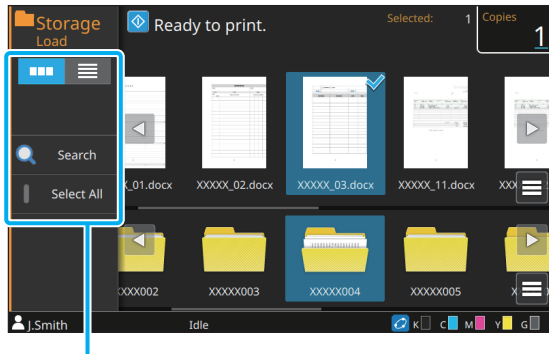 Storage
Load
Ready to print.
Selected: 1
Copies
1
Search
Select All
X_01.docx
XXXXX_02.docx
XXXXX_03.docx
XXXXX_11.docx
XXX
XXXX002
XXXXX003
XXXXX004
XXXXX005
J.Smith
Idle
K C M Y G